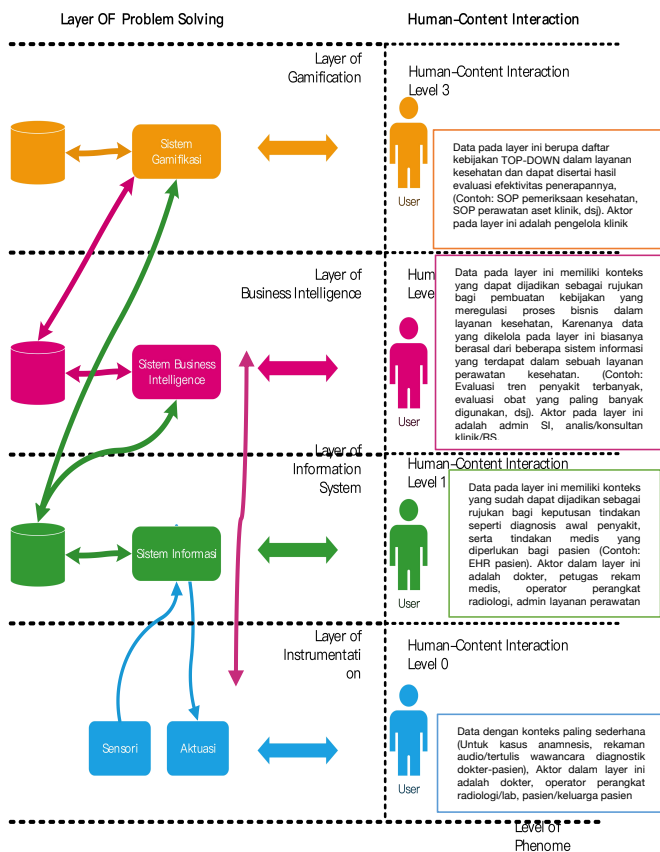 Layer OF Problem Solving
Human-Content Interaction
Layer of
Gamification
Human-Content Interaction
Level 3
Sistem
Gamifikasi
User
Data pada layer ini berupa daftar
kebijakan TOP-DOWN dalam layanan
kesehatan dan dapat disertai hasil
evaluasi efektivitas penerapannya,
(Contoh: SOP pemeriksaan kesehatan,
SOP perawatan aset klinik, dsj). Aktor
pada layer ini adalah pengelola klinik
Layer of
Business Intelligence
Hum
Leve
Sistem Business
Intelligence
User
Data pada layer ini memiliki konteks
yang dapat dijadikan sebagai rujukan
bagi pembuatan kebijakan yang
meregulasi proses bisnis dalam
layanan kesehatan, Karenanya data
yang dikelola pada layer ini biasanya
berasal dari beberapa sistem informasi
yang terdapat dalam sebuah layanan
perawatan kesehatan. (Contoh:
Evaluasi tren penyakit terbanyak,
evaluasi obat yang paling banyak
digunakan, dsj). Aktor pada layer ini
adalah admin SI, analis/konsultan
klinik/RS
Layer of
Information
System
Human-Content Interaction
Level 1
Sistem Informasi
User
Data pada layer ini memiliki konteks
yang sudah dapat dijadikan sebagai
rujukan bagi keputusan tindakan
seperti diagnosis awal penyakit,
serta tindakan medis yang
diperlukan bagi pasien (Contoh:
EHR pasien). Aktor dalam layer ini
adalah dokter, petugas rekam
medis, operator perangkat
radiologi, admin layanan perawatan
Layer of
Instrumentati
on
Human-Content Interaction
Level 0
Sensori
Aktuasi
User
Data dengan konteks paling sederhana
(Untuk kasus anamnesis, rekaman
audio/tertulis wawancara diagnostik
dokter-pasien), Aktor dalam layer ini
adalah dokter, operator perangkat
radiologi/lab, pasien/keluarga pasien
Level of
Phenome